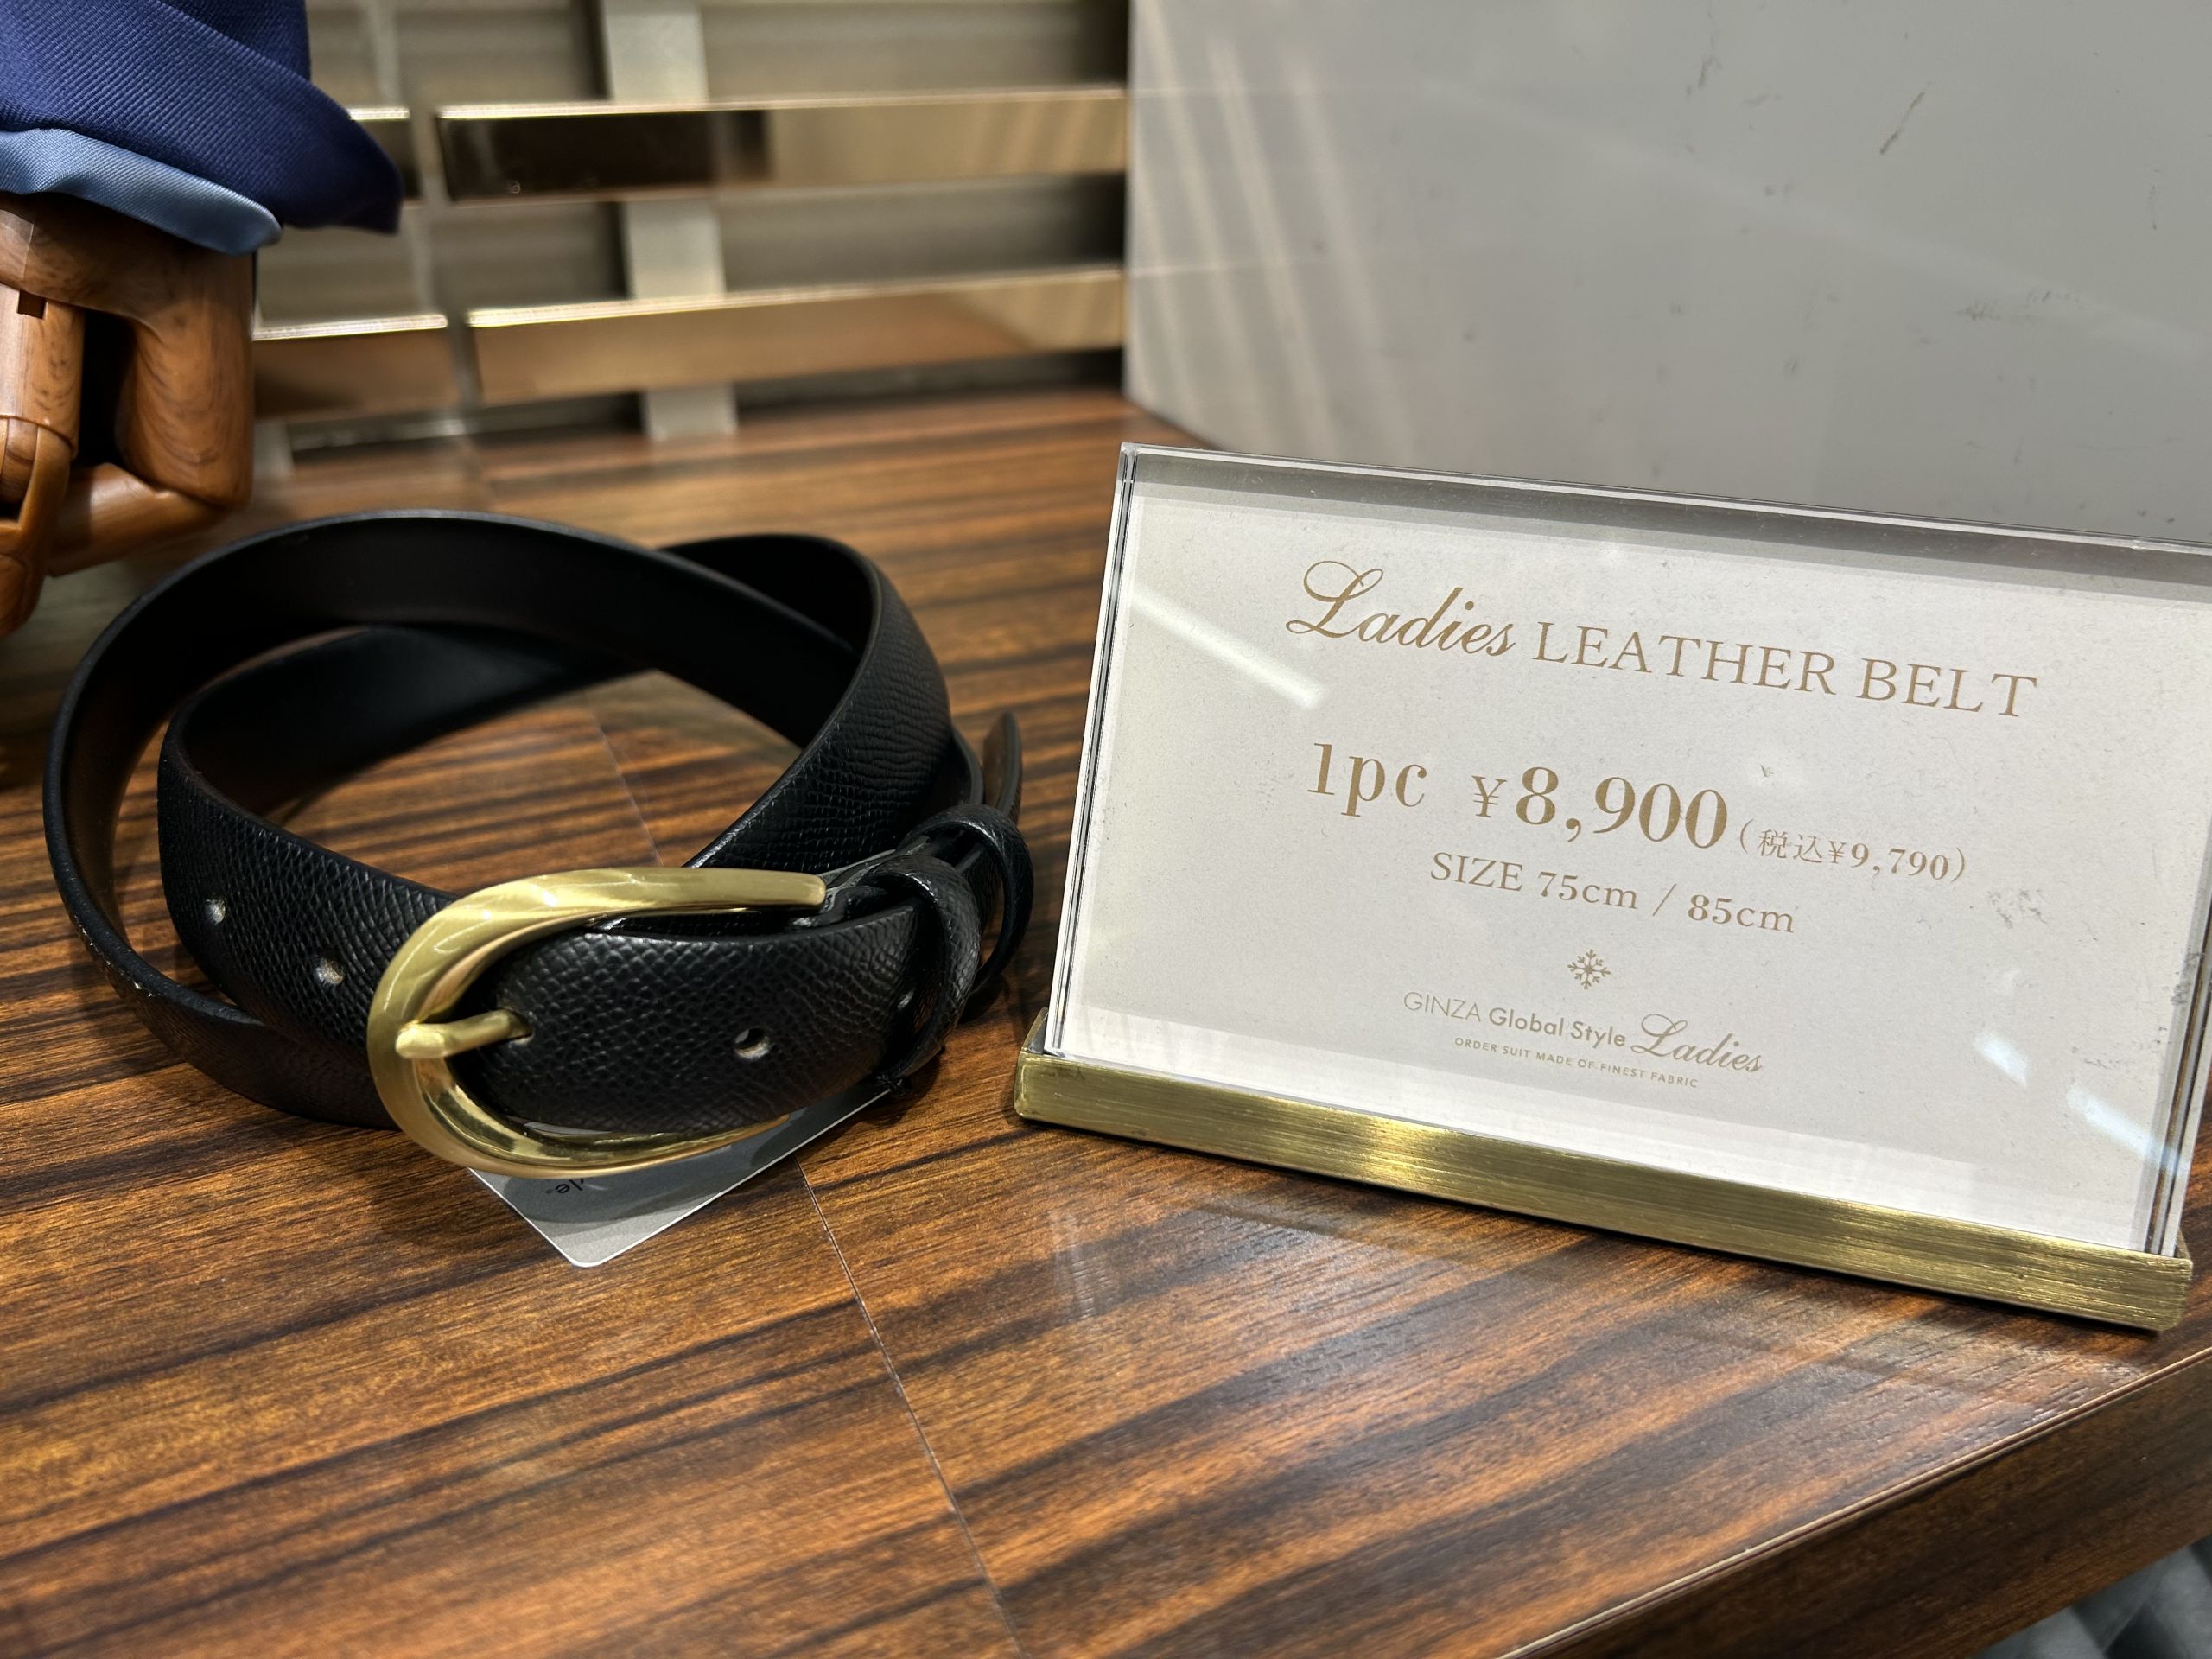 Ladies LEATHER BELT
1pc ¥8,900(税込¥9,790)
SIZE 75cm / 85cm
GINZA Global Style Ladies
ORDER SUIT MADE OF FINEST FABRIC